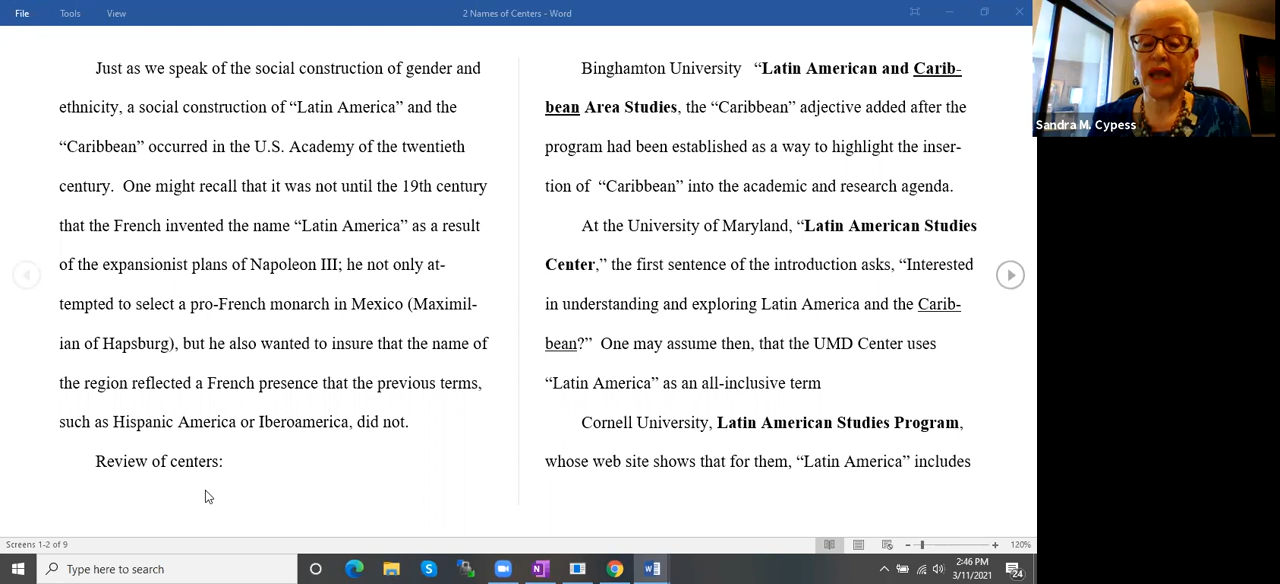 File Tools View 2 Names of Centers - Word
Just as we speak of the social construction of gender and
ethnicity, a social construction of “Latin America” and the
“Caribbean” occurred in the U.S. Academy of the twentieth
century. One might recall that it was not until the 19th century
that the French invented the name “Latin America” as a result
of the expansionist plans of Napoleon III; he not only at-
tempted to select a pro-French monarch in Mexico (Maximil-
ian of Hapsburg), but he also wanted to insure that the name of
the region reflected a French presence that the previous terms,
such as Hispanic America or Iberoamerica, did not.
Review of centers:
Binghamton University “Latin American and Carib-
bean Area Studies, the “Caribbean” adjective added after the
program had been established as a way to highlight the inser-
tion of “Caribbean” into the academic and research agenda.
At the University of Maryland, “Latin American Studies
Center,” the first sentence of the introduction asks, “Interested
in understanding and exploring Latin America and the Carib-
bean?” One may assume then, that the UMD Center uses
“Latin America” as an all-inclusive term
Cornell University, Latin American Studies Program,
whose web site shows that for them, “Latin America” includes
Sandra M. Cypess
Screens 1-2 of 9
120%
Type here to search
2:46 PM
3/11/2021
24